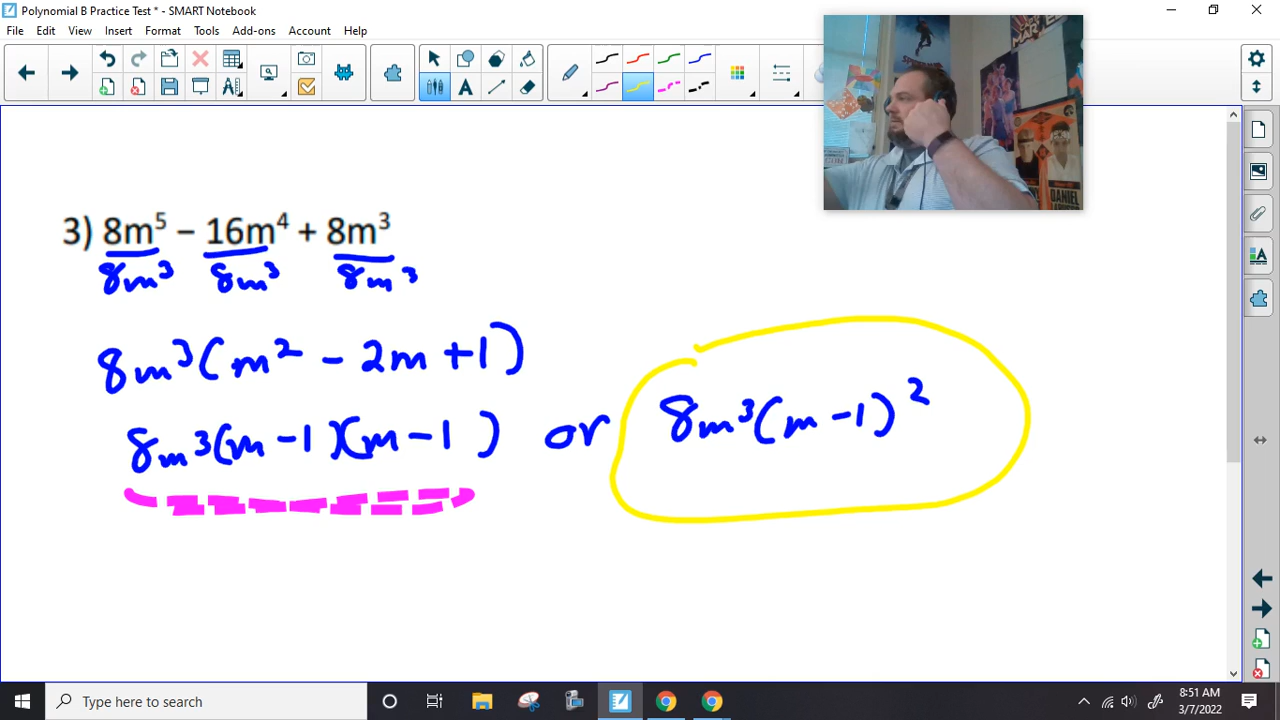 Polynomial B Practice Test * - SMART Notebook
File Edit View Insert Format Tools Add-ons Account Help
3) 8m⁵ − 16m⁴ + 8m³
8m³ 8m³ 8m³
8m³(m² − 2m + 1)
8m³(m − 1)(m − 1) or 8m³(m − 1)²
Type here to search
8:51 AM
3/7/2022